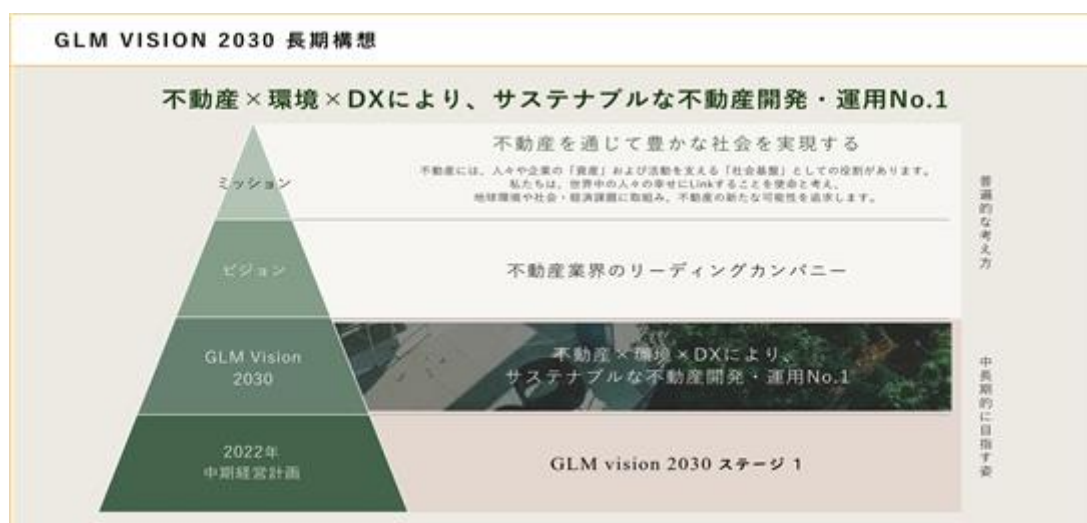 GLM VISION 2030 長期構想
不動産×環境×DXにより、サステナブルな不動産開発・運用No.1
ミッション
不動産を通じて豊かな社会を実現する
不動産には、人々や企業の「資産」および活動を支える「社会基盤」としての役割があります。
私たちは、世界中の人々の幸せにLinkすることを使命と考え、
地球環境や社会・経済課題に取組み、不動産の新たな可能性を追求します。
普遍的な考え方
ビジョン
不動産業界のリーディングカンパニー
GLM Vision
2030
不動産×環境×DXにより、
サステナブルな不動産開発・運用No.1
中長期的に目指す姿
2022年
中期経営計画
GLM vision 2030 ステージ 1